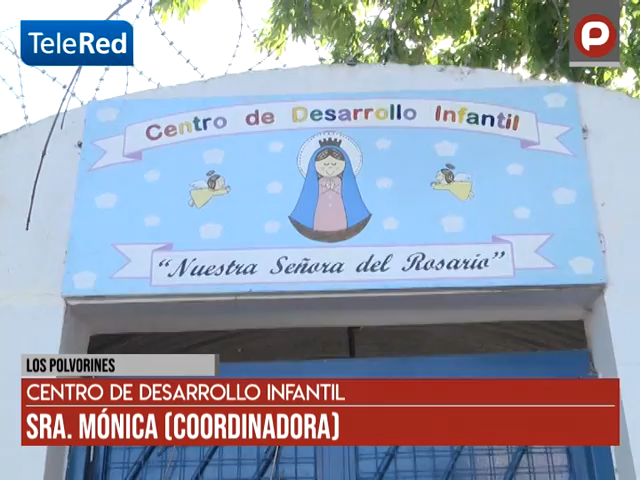 TeleRed
P
Centro de Desarrollo Infantil
"Nuestra Señora del Rosario"
LOS POLVORINES
CENTRO DE DESARROLLO INFANTIL
SRA. MÓNICA (COORDINADORA)